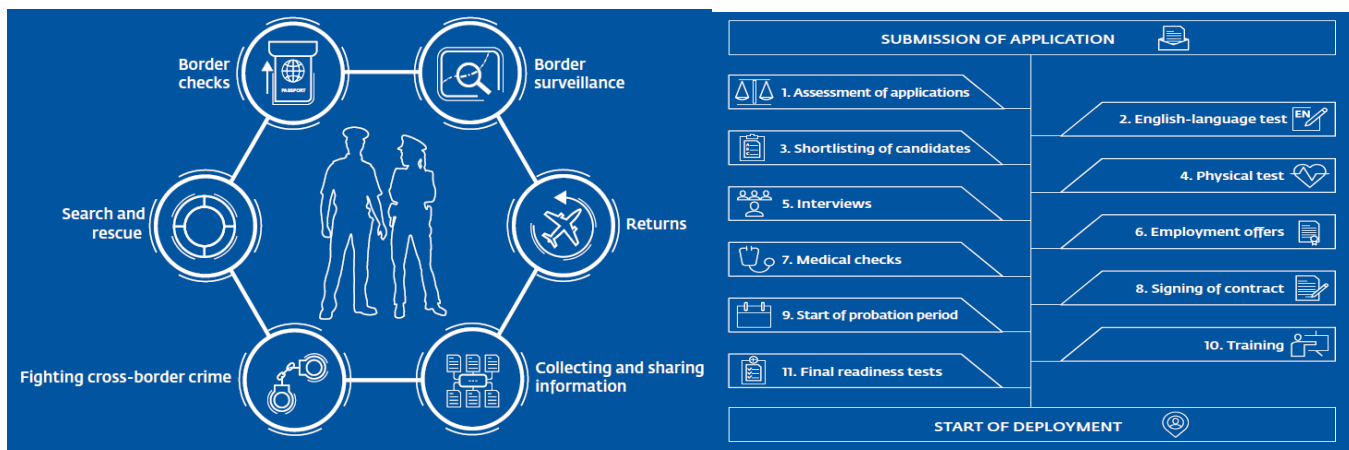 Border
checks
PASSPORT
Border
surveillance
Search and
rescue
Returns
Fighting cross-border crime
Collecting and sharing
information
SUBMISSION OF APPLICATION
1. Assessment of applications
2. English-language test
EN
3. Shortlisting of candidates
4. Physical test
5. Interviews
6. Employment offers
7. Medical checks
8. Signing of contract
9. Start of probation period
10. Training
11. Final readiness tests
START OF DEPLOYMENT